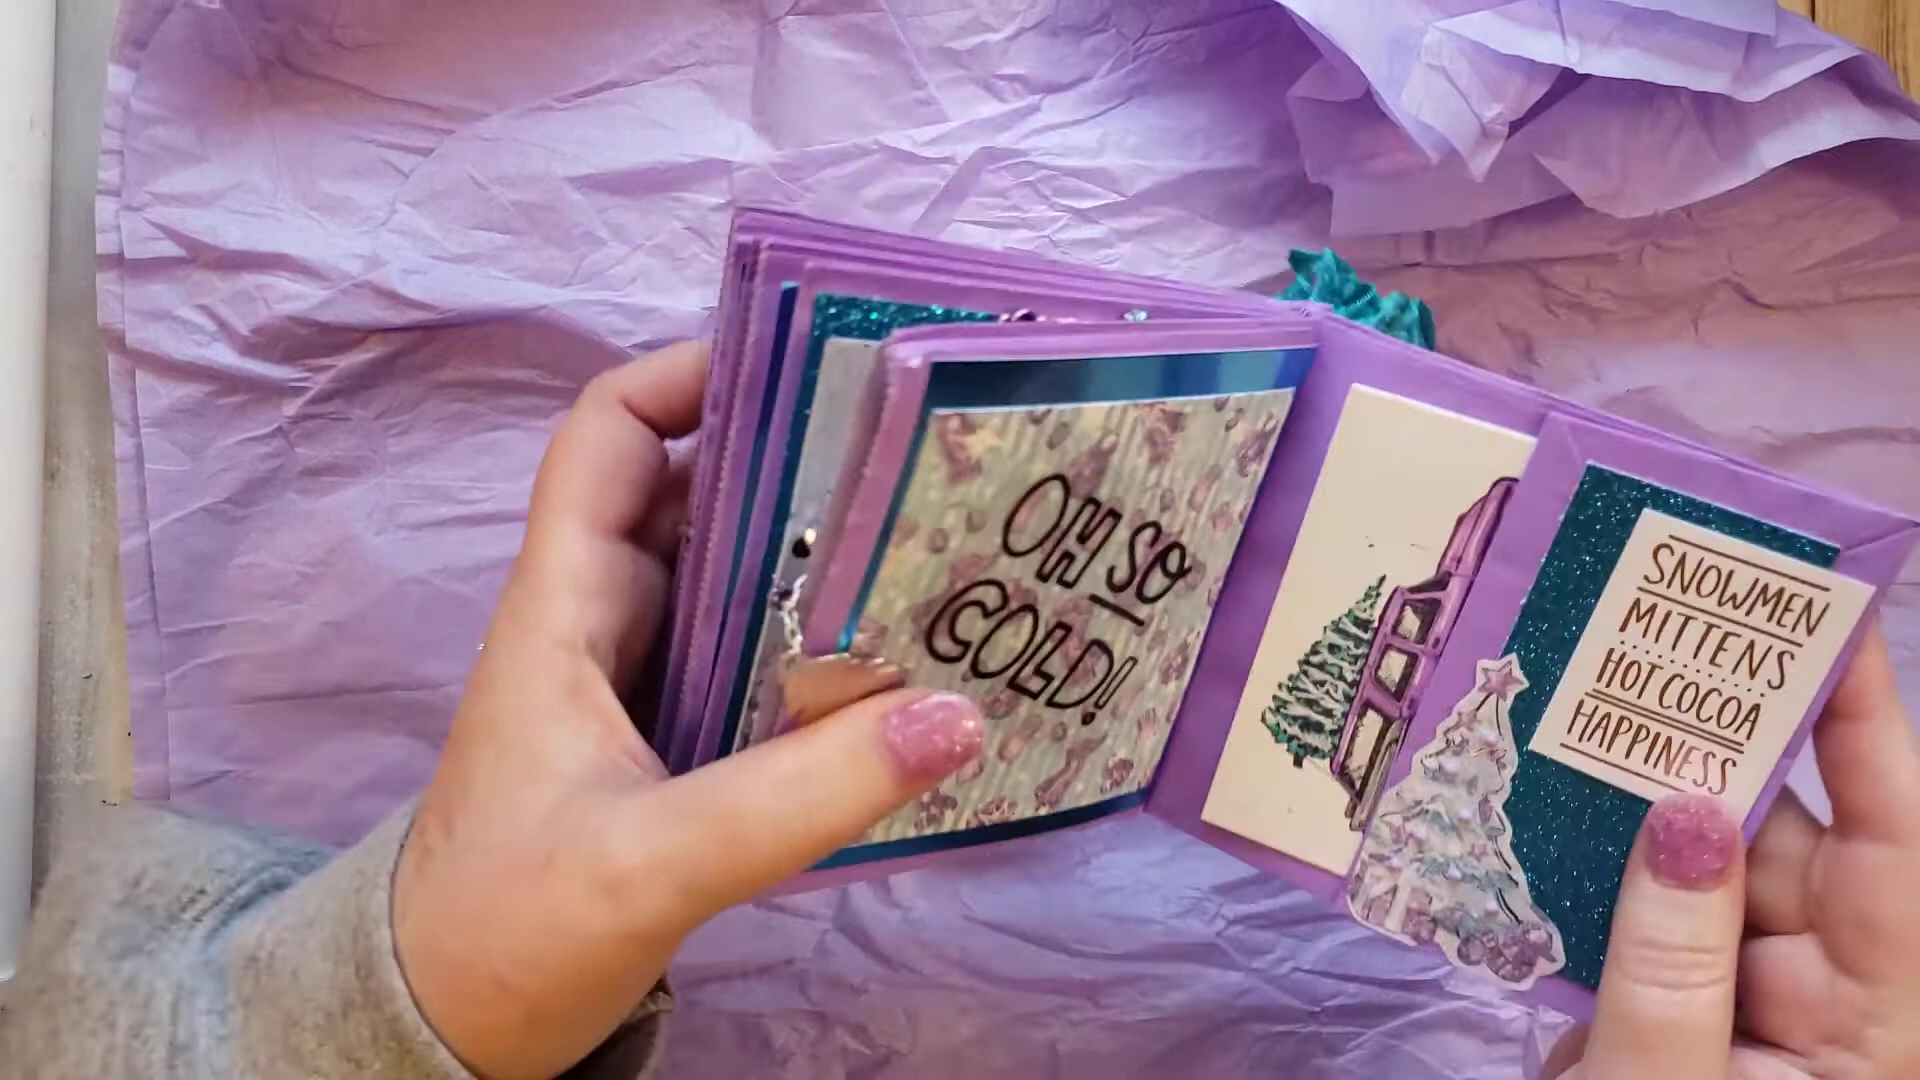 OH SO
COLD!
SNOWMEN
MITTENS
HOT COCOA
HAPPINESS